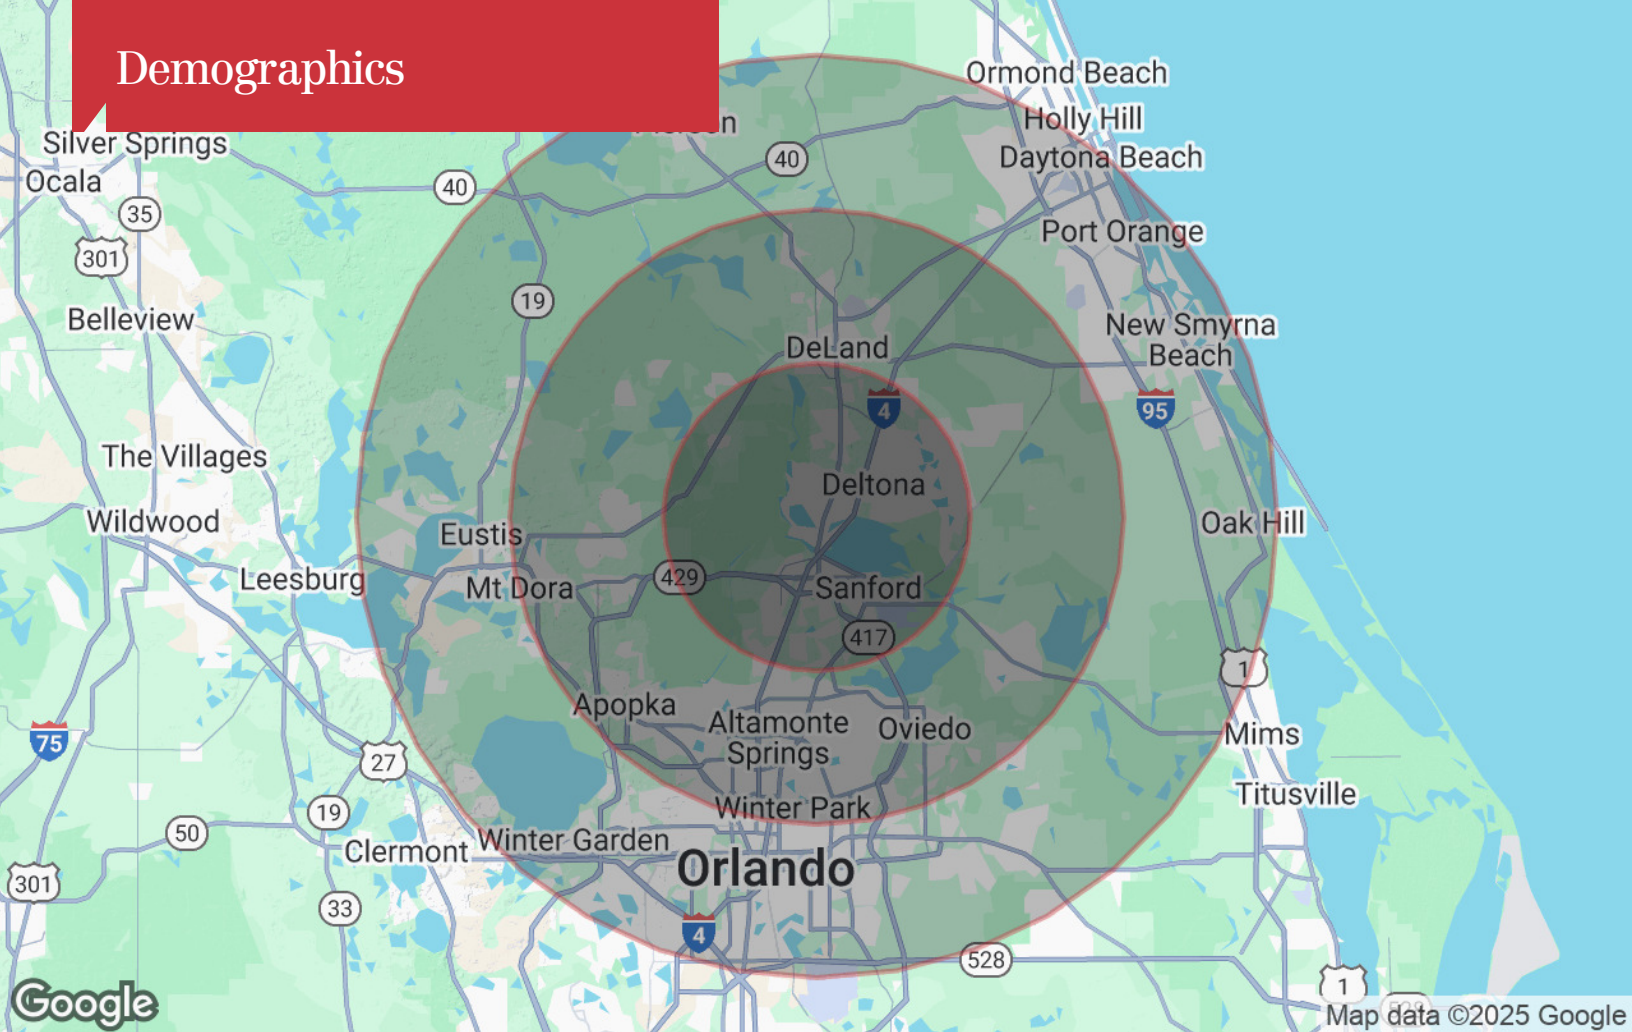 Demographics
Ormond Beach
Holly Hill
Silver Springs
40
Daytona Beach
Ocala
40
35
Port Orange
301
19
Belleview
New Smyrna
Beach
DeLand
4
95
The Villages
Deltona
Wildwood
Oak Hill
Eustis
Leesburg
Mt Dora
429
Sanford
417
1
Apopka
Altamonte
Springs
Oviedo
75
Mims
27
Titusville
19
Winter Park
50
Winter Garden
Clermont
Orlando
301
33
4
528
1
Google
Map data ©2025 Google